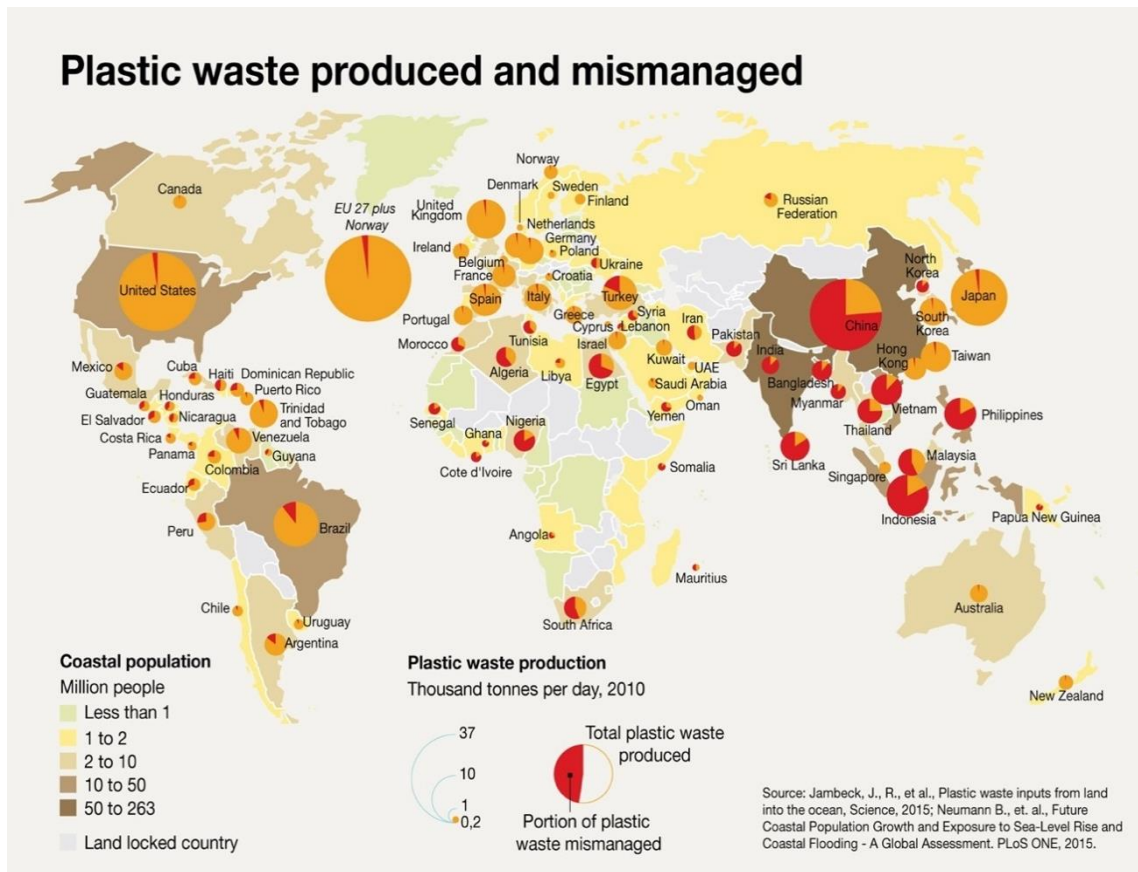 Plastic waste produced and mismanaged
Canada
EU 27 plus
Norway
United States
Mexico
Cuba
Haiti
Dominican Republic
Puerto Rico
Guatemala
Honduras
El Salvador
Nicaragua
Trinidad
and Tobago
Costa Rica
Panama
Venezuela
Guyana
Colombia
Ecuador
Peru
Brazil
Chile
Uruguay
Argentina
Norway
Denmark
Sweden
Finland
United
Kingdom
Netherlands
Germany
Ireland
Poland
Belgium
France
Ukraine
Croatia
Spain
Italy
Turkey
Portugal
Greece
Syria
Cyprus
Lebanon
Iran
Morocco
Tunisia
Israel
Algeria
Libya
Egypt
Kuwait
UAE
Saudi Arabia
Oman
Yemen
Senegal
Ghana
Nigeria
Cote d'Ivoire
Somalia
Angola
Mauritius
South Africa
Russian
Federation
North
Korea
Japan
China
South
Korea
Pakistan
India
Hong
Kong
Taiwan
Bangladesh
Myanmar
Vietnam
Philippines
Thailand
Sri Lanka
Malaysia
Singapore
Indonesia
Papua New Guinea
Australia
New Zealand
Coastal population
Million people
Less than 1
1 to 2
2 to 10
10 to 50
50 to 263
Land locked country
Plastic waste production
Thousand tonnes per day, 2010
37
10
1
0,2
Total plastic waste
produced
Portion of plastic
waste mismanaged
Source: Jambeck, J., R., et al., Plastic waste inputs from land
into the ocean, Science, 2015; Neumann B., et. al., Future
Coastal Population Growth and Exposure to Sea-Level Rise and
Coastal Flooding - A Global Assessment. PLoS ONE, 2015.